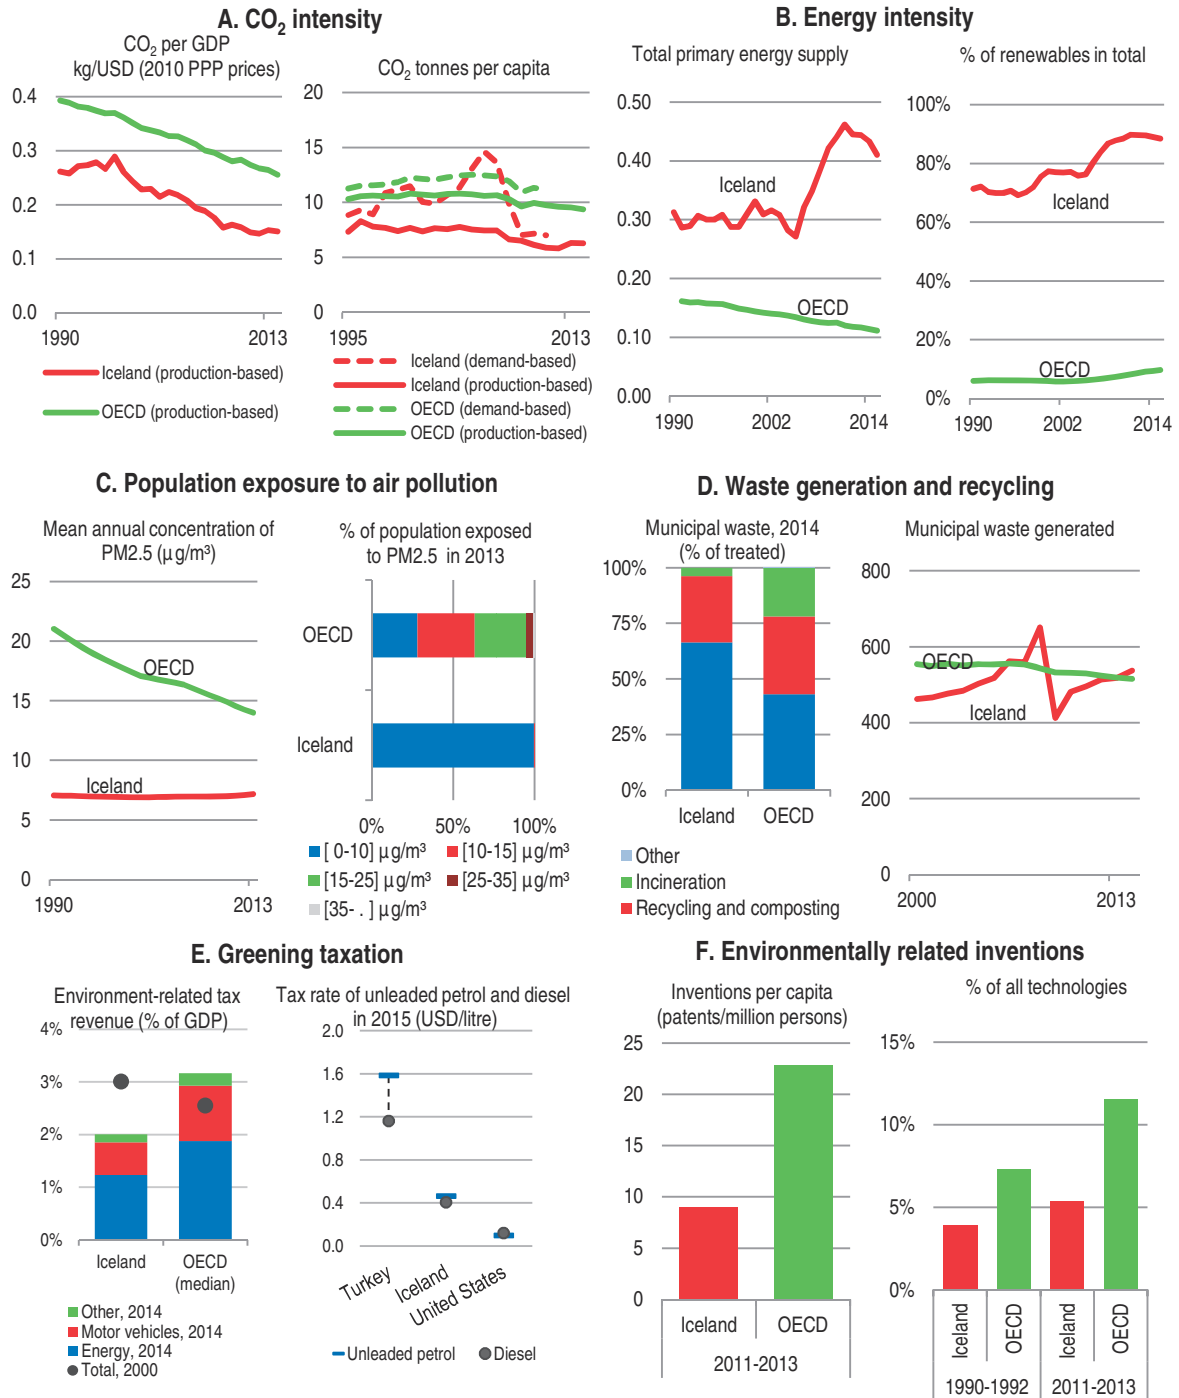 A. CO2 intensity
CO2 per GDP
kg/USD (2010 PPP prices)
0.4
0.3
0.2
0.1
0.0
1990
2013
Iceland (production-based)
OECD (production-based)
CO2 tonnes per capita
20
15
10
5
0
1995
2013
Iceland (demand-based)
Iceland (production-based)
OECD (demand-based)
OECD (production-based)
B. Energy intensity
Total primary energy supply
0.50
0.40
0.30
0.20
0.10
0.00
Iceland
OECD
1990
2002
2014
% of renewables in total
100%
80%
60%
40%
20%
0%
Iceland
OECD
1990
2002
2014
C. Population exposure to air pollution
Mean annual concentration of
PM2.5 (µg/m³)
25
20
15
10
5
0
OECD
Iceland
1990
2013
% of population exposed
to PM2.5 in 2013
OECD
Iceland
0%
50%
100%
[ 0-10] µg/m³
[10-15] µg/m³
[15-25] µg/m³
[25-35] µg/m³
[35- . ] µg/m³
D. Waste generation and recycling
Municipal waste, 2014
(% of treated)
100%
75%
50%
25%
0%
Iceland
OECD
Other
Incineration
Recycling and composting
Municipal waste generated
800
600
400
200
0
OECD
Iceland
2000
2013
E. Greening taxation
Environment-related tax
revenue (% of GDP)
4%
3%
2%
1%
0%
Iceland
OECD
(median)
Other, 2014
Motor vehicles, 2014
Energy, 2014
Total, 2000
Tax rate of unleaded petrol and diesel
in 2015 (USD/litre)
2.0
1.6
1.2
0.8
0.4
0.0
Turkey
Iceland
United States
Unleaded petrol
Diesel
F. Environmentally related inventions
Inventions per capita
(patents/million persons)
25
20
15
10
5
0
Iceland
OECD
2011-2013
% of all technologies
15%
10%
5%
0%
Iceland
OECD
Iceland
OECD
1990-1992
2011-2013